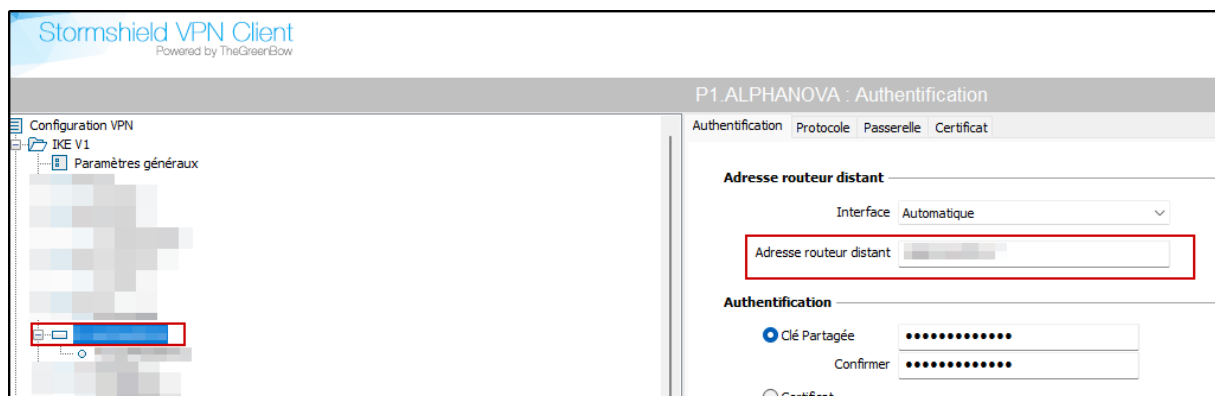 Stormshield VPN Client
Powered by TheGreenBow
P1.ALPHANOVA : Authentification
Configuration VPN
IKE V1
Paramètres généraux
Authentification Protocole Passerelle Certificat
Adresse routeur distant
Interface Automatique
Adresse routeur distant
Authentification
Clé Partagée •••••••••••••
Confirmer •••••••••••••
Certificat